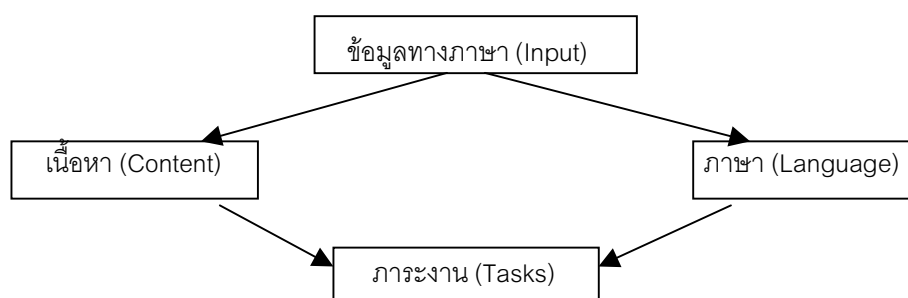 ข้อมูลทางภาษา (Input)
เนื้อหา (Content)
ภาษา (Language)
ภาระงาน (Tasks)